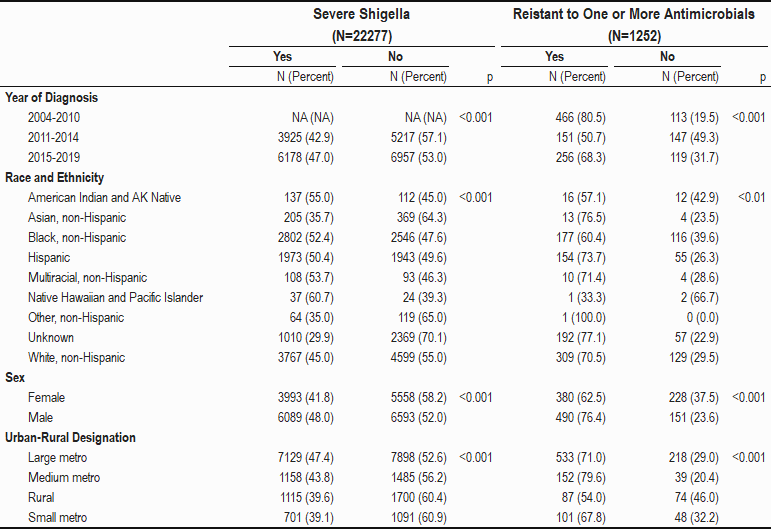 Severe Shigella Reistant to One or More Antimicrobials
(N=22277) (N=1252)
Yes No Yes No
N (Percent) N (Percent) p N (Percent) N (Percent) p
Year of Diagnosis
2004-2010 NA (NA) NA (NA) <0.001 466 (80.5) 113 (19.5) <0.001
2011-2014 3925 (42.9) 5217 (57.1) 151 (50.7) 147 (49.3)
2015-2019 6178 (47.0) 6957 (53.0) 256 (68.3) 119 (31.7)
Race and Ethnicity
American Indian and AK Native 137 (55.0) 112 (45.0) <0.001 16 (57.1) 12 (42.9) <0.01
Asian, non-Hispanic 205 (35.7) 369 (64.3) 13 (76.5) 4 (23.5)
Black, non-Hispanic 2802 (52.4) 2546 (47.6) 177 (60.4) 116 (39.6)
Hispanic 1973 (50.4) 1943 (49.6) 154 (73.7) 55 (26.3)
Multiracial, non-Hispanic 108 (53.7) 93 (46.3) 10 (71.4) 4 (28.6)
Native Hawaiian and Pacific Islander 37 (60.7) 24 (39.3) 1 (33.3) 2 (66.7)
Other, non-Hispanic 64 (35.0) 119 (65.0) 1 (100.0) 0 (0.0)
Unknown 1010 (29.9) 2369 (70.1) 192 (77.1) 57 (22.9)
White, non-Hispanic 3767 (45.0) 4599 (55.0) 309 (70.5) 129 (29.5)
Sex
Female 3993 (41.8) 5558 (58.2) <0.001 380 (62.5) 228 (37.5) <0.001
Male 6089 (48.0) 6593 (52.0) 490 (76.4) 151 (23.6)
Urban-Rural Designation
Large metro 7129 (47.4) 7898 (52.6) <0.001 533 (71.0) 218 (29.0) <0.001
Medium metro 1158 (43.8) 1485 (56.2) 152 (79.6) 39 (20.4)
Rural 1115 (39.6) 1700 (60.4) 87 (54.0) 74 (46.0)
Small metro 701 (39.1) 1091 (60.9) 101 (67.8) 48 (32.2)